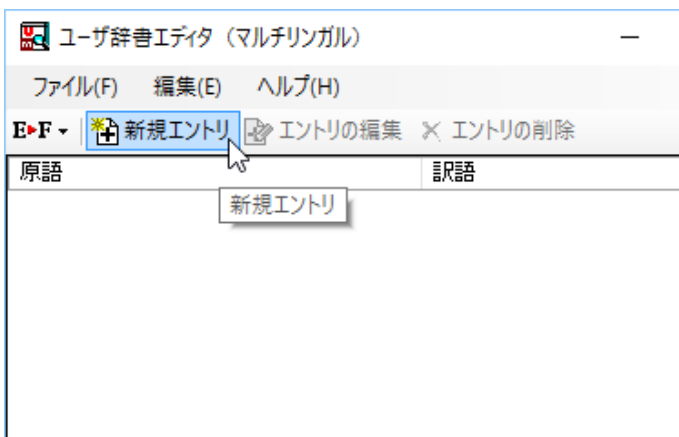 ユーザ辞書エディタ（マルチリンガル）
ファイル(F) 編集(E) ヘルプ(H)
E▸F 新規エントリ エントリの編集 エントリの削除
原語 訳語
新規エントリ